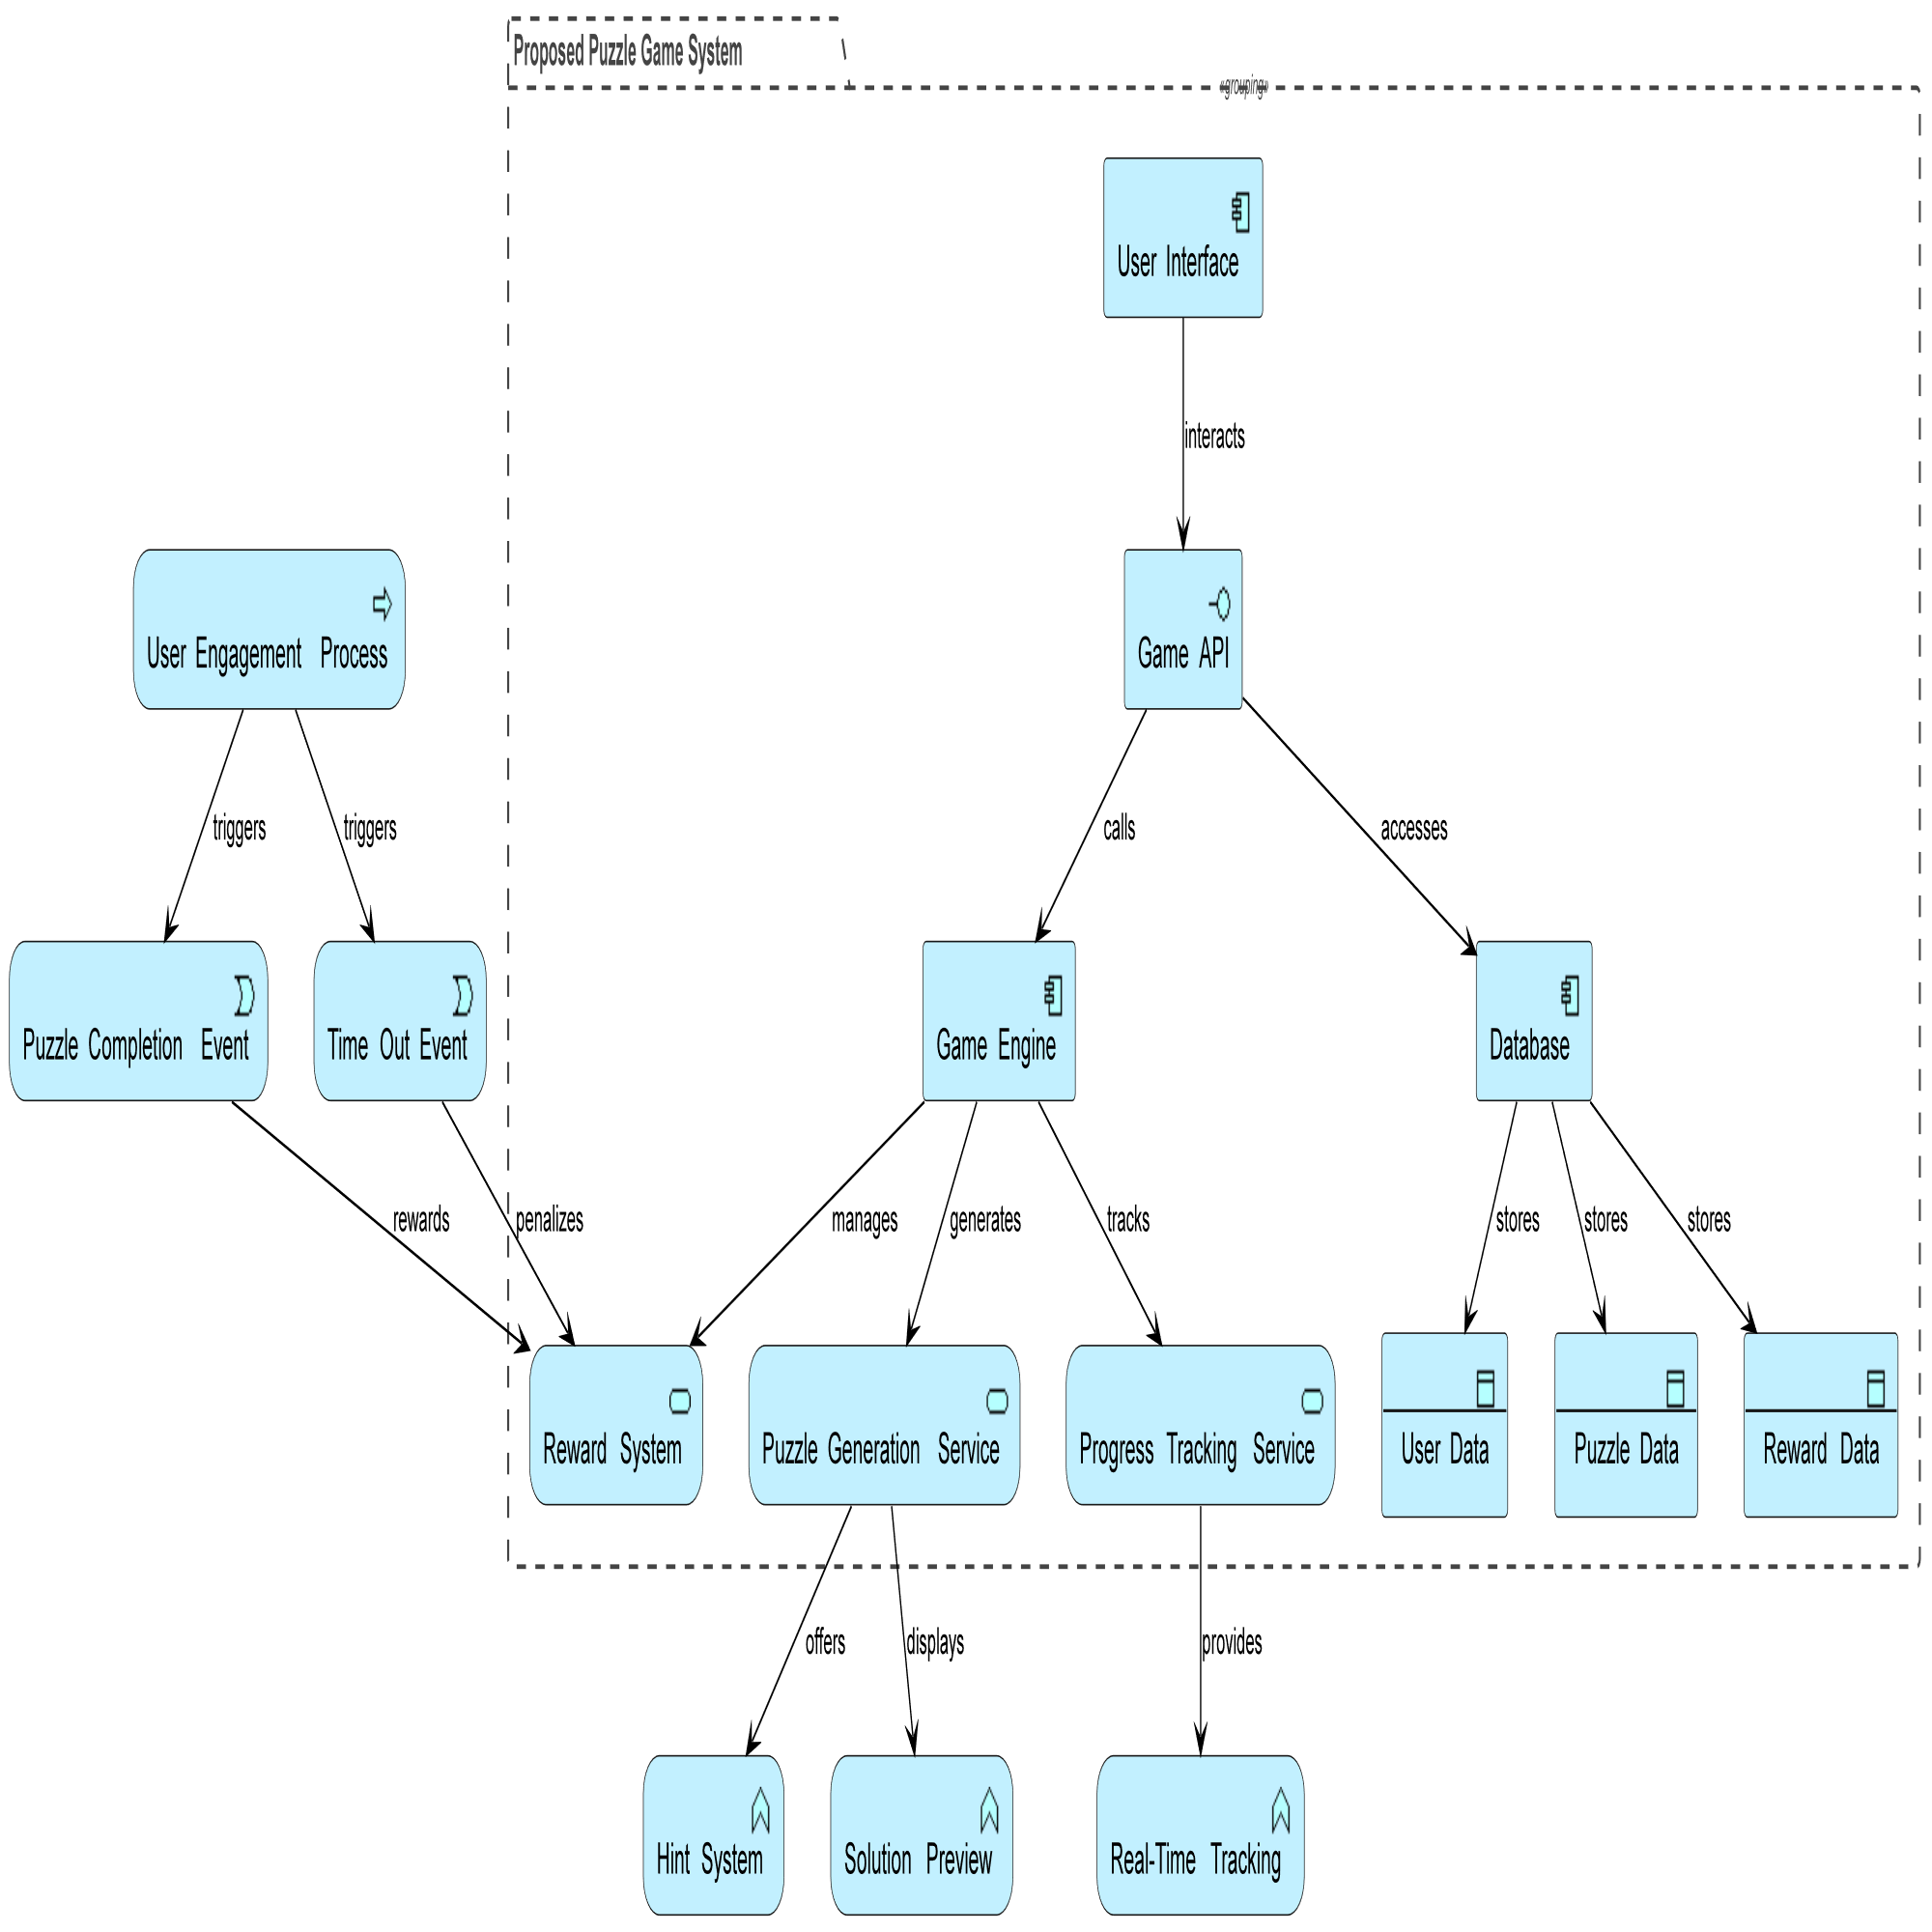 Proposed Puzzle Game System
«grouping»
User Interface
interacts
User Engagement Process
Game API
triggers
triggers
calls
accesses
Puzzle Completion Event
Time Out Event
Game Engine
Database
rewards
penalizes
manages
generates
tracks
stores
stores
stores
Reward System
Puzzle Generation Service
Progress Tracking Service
User Data
Puzzle Data
Reward Data
offers
displays
provides
Hint System
Solution Preview
Real-Time Tracking